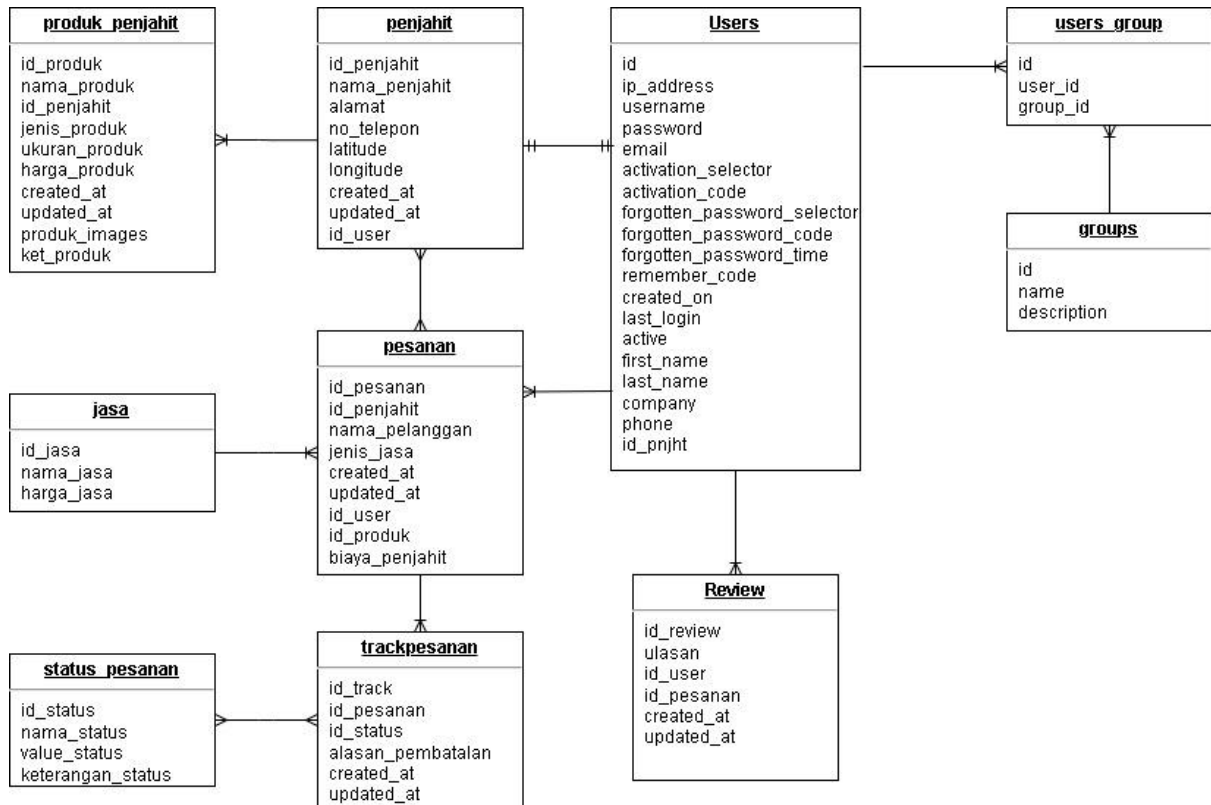 produk_penjahit
id_produk
nama_produk
id_penjahit
jenis_produk
ukuran_produk
harga_produk
created_at
updated_at
produk_images
ket_produk
penjahit
id_penjahit
nama_penjahit
alamat
no_telepon
latitude
longitude
created_at
updated_at
id_user
Users
id
ip_address
username
password
email
activation_selector
activation_code
forgotten_password_selector
forgotten_password_code
forgotten_password_time
remember_code
created_on
last_login
active
first_name
last_name
company
phone
id_pnjht
users_group
id
user_id
group_id
groups
id
name
description
jasa
id_jasa
nama_jasa
harga_jasa
pesanan
id_pesanan
id_penjahit
nama_pelanggan
jenis_jasa
created_at
updated_at
id_user
id_produk
biaya_penjahit
Review
id_review
ulasan
id_user
id_pesanan
created_at
updated_at
status_pesanan
id_status
nama_status
value_status
keterangan_status
trackpesanan
id_track
id_pesanan
id_status
alasan_pembatalan
created_at
updated_at